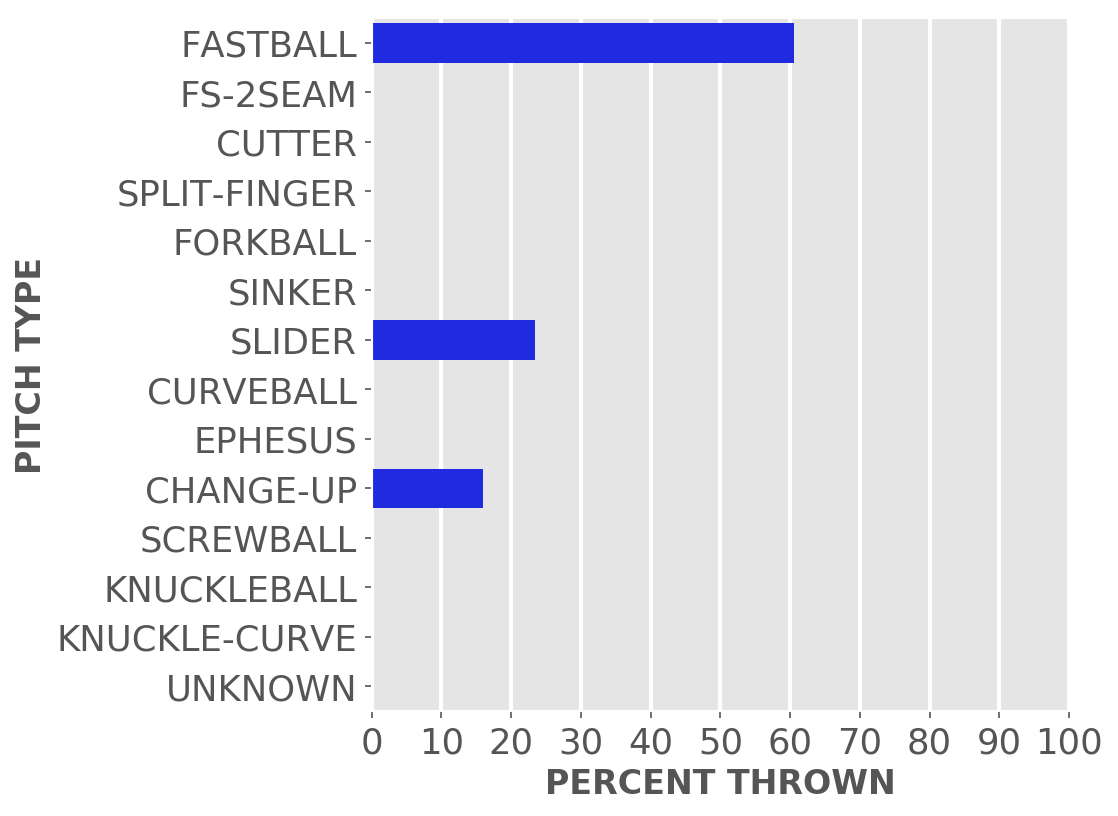 FASTBALL
FS-2SEAM
CUTTER
SPLIT-FINGER
FORKBALL
SINKER
SLIDER
CURVEBALL
EPHESUS
CHANGE-UP
SCREWBALL
KNUCKLEBALL
KNUCKLE-CURVE
UNKNOWN
PITCH TYPE
0 10 20 30 40 50 60 70 80 90 100
PERCENT THROWN